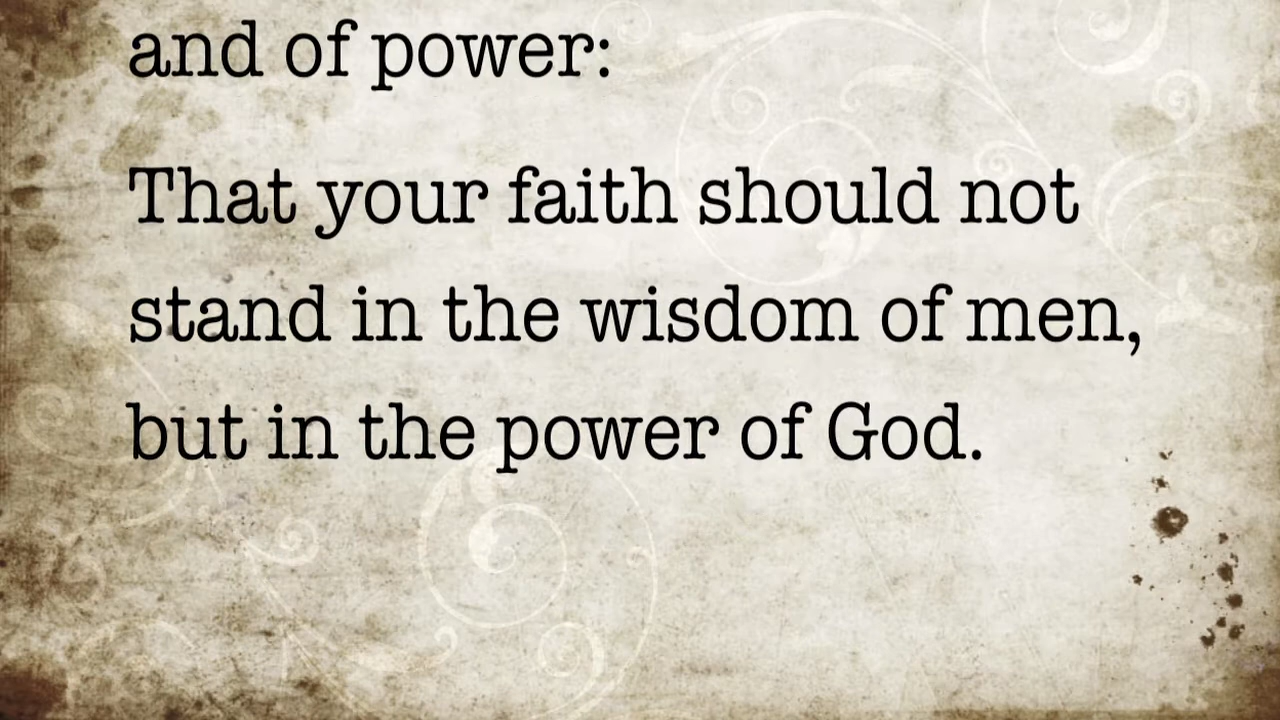 and of power:
That your faith should not
stand in the wisdom of men,
but in the power of God.